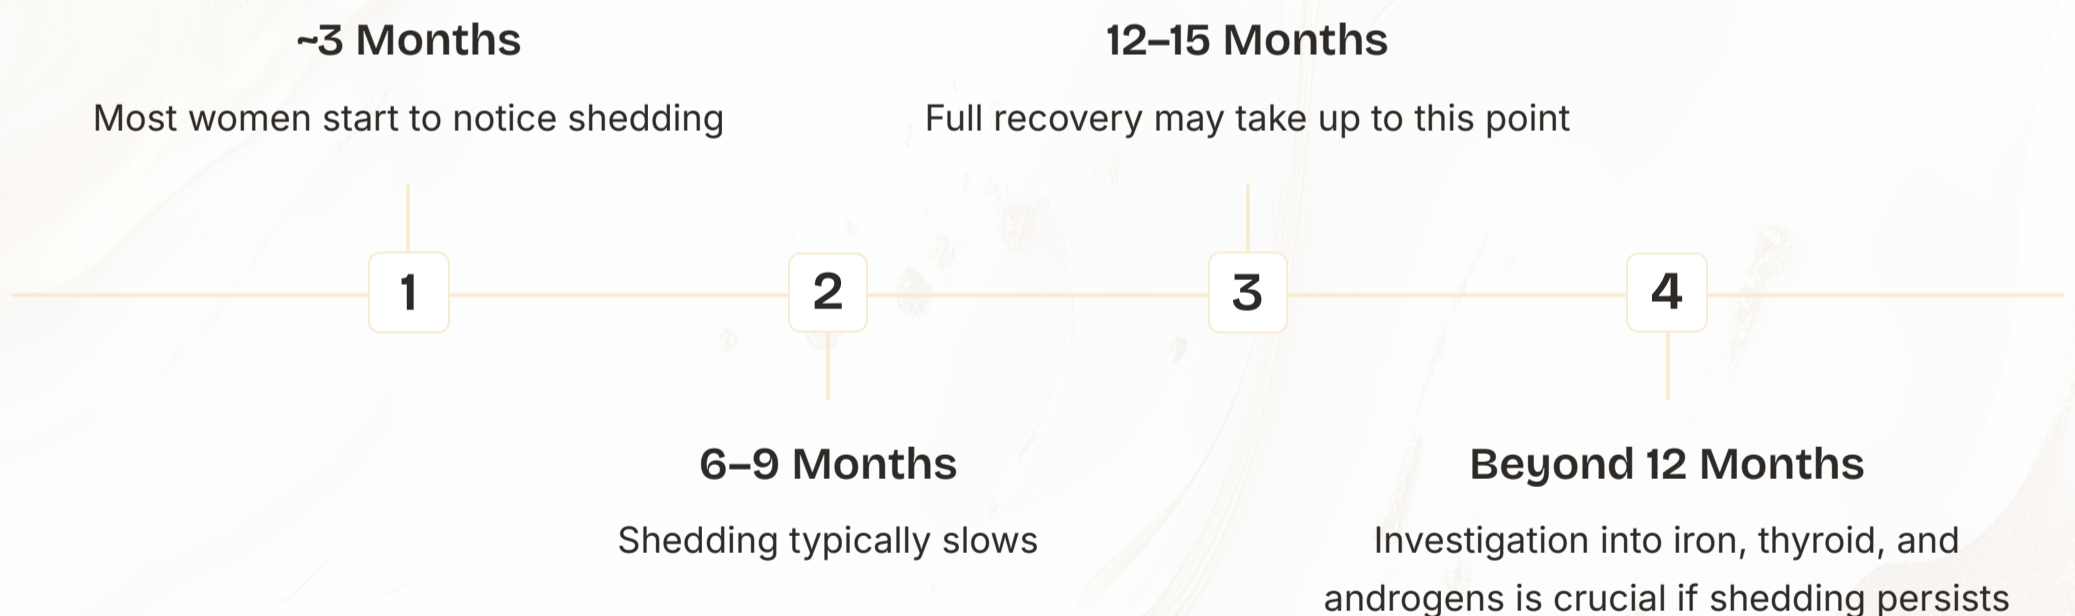 ~3 Months
Most women start to notice shedding
12–15 Months
Full recovery may take up to this point
1
2
3
4
6–9 Months
Shedding typically slows
Beyond 12 Months
Investigation into iron, thyroid, and
androgens is crucial if shedding persists